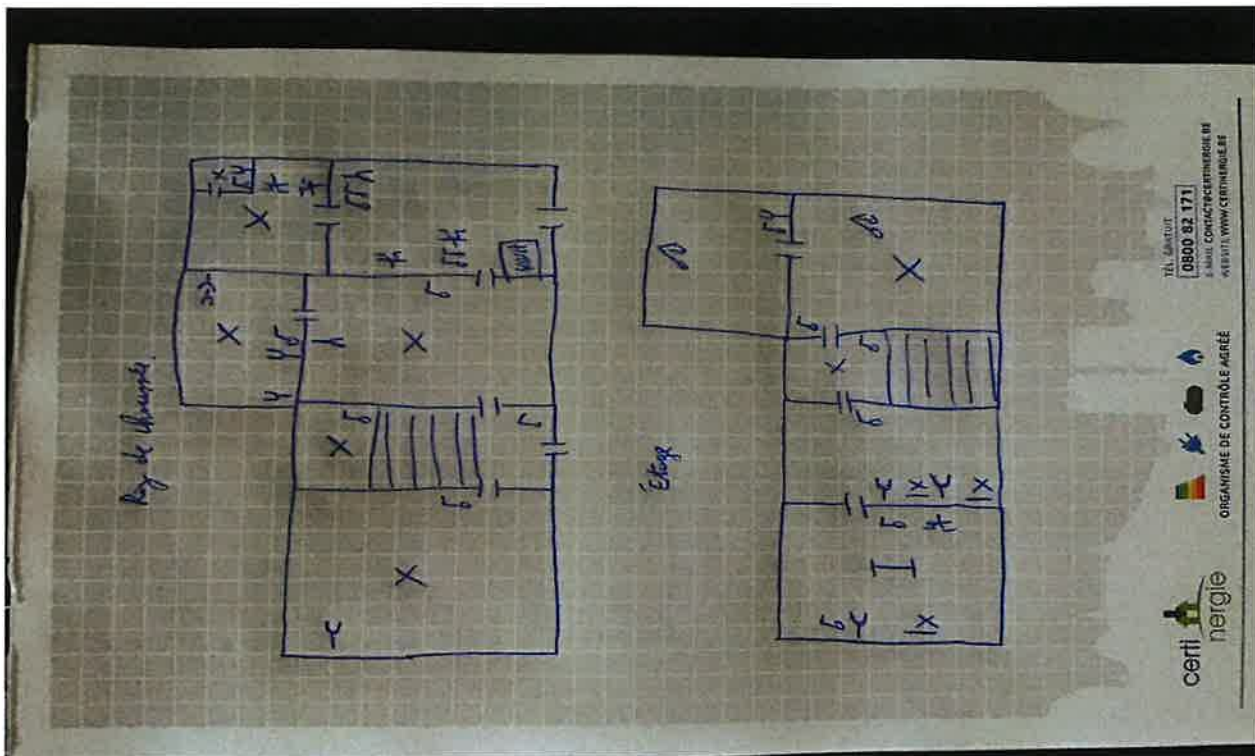 Rez de chaussée.
Étage
certi
nergie
ORGANISME DE CONTRÔLE AGRÉÉ
TÉL. GRATUIT
0800 82 171
E-MAIL CONTACT@CERTINERGIE.BE
WEBSITE WWW.CERTINERGIE.BE